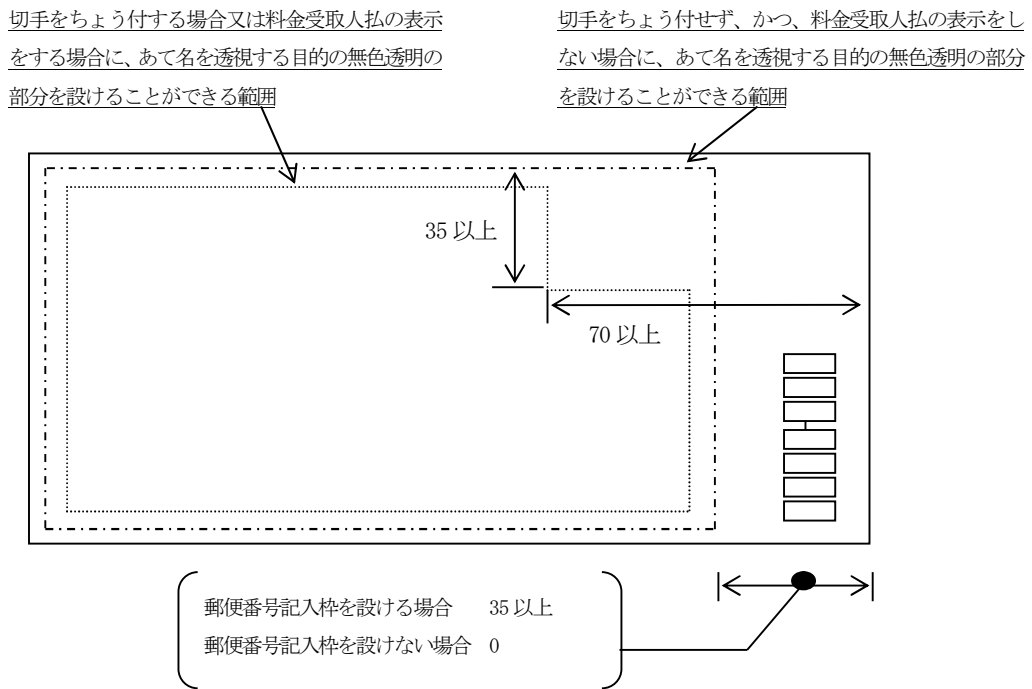 切手をちょう付する場合又は料金受取人払の表示
をする場合に、あて名を透視する目的の無色透明の
部分を設けることができる範囲
切手をちょう付せず、かつ、料金受取人払の表示をし
ない場合に、あて名を透視する目的の無色透明の部分
を設けることができる範囲
35 以上
70 以上
郵便番号記入枠を設ける場合 35 以上
郵便番号記入枠を設けない場合 0